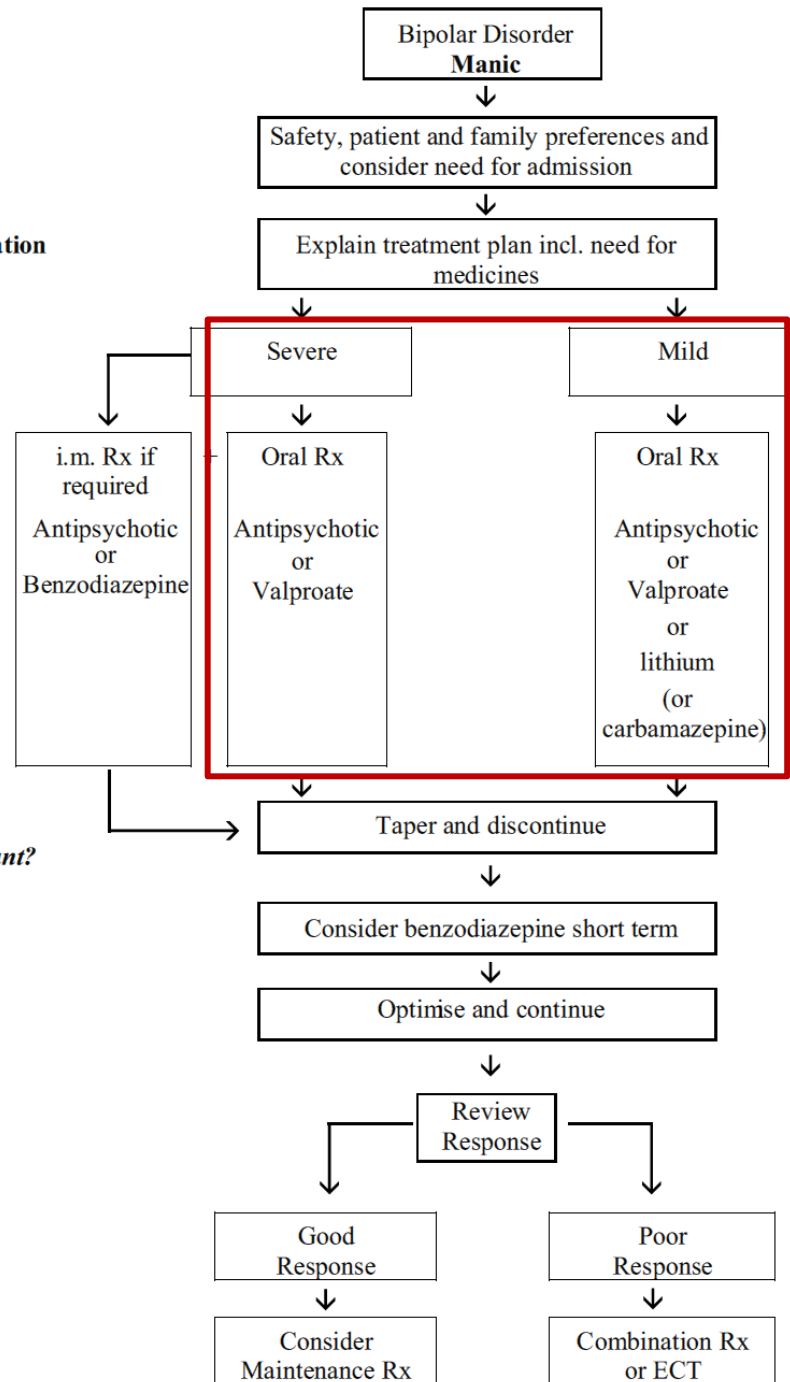 Bipolar Disorder
Manic
Safety, patient and family preferences and
consider need for admission
ation
Explain treatment plan incl. need for
medicines
Severe
Mild
i.m. Rx if
required
Antipsychotic
or
Benzodiazepine
+
Oral Rx
Antipsychotic
or
Valproate
Oral Rx
Antipsychotic
or
Valproate
or
lithium
(or
carbamazepine)
Taper and discontinue
ant?
Consider benzodiazepine short term
Optimise and continue
Review
Response
Good
Response
Poor
Response
Consider
Maintenance Rx
Combination Rx
or ECT